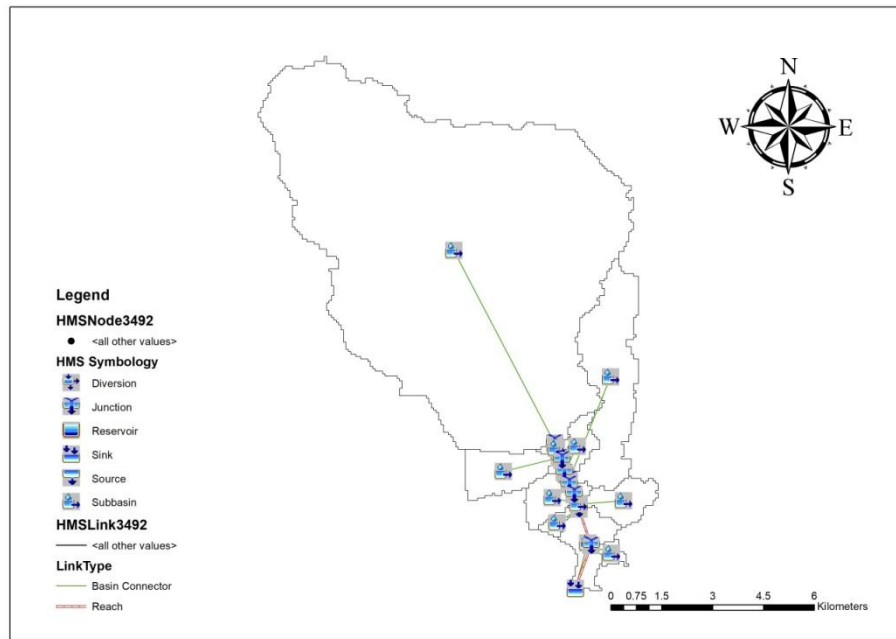 N
W E
S
Legend
HMSNode3492
<all other values>
HMS Symbology
Diversion
Junction
Reservoir
Sink
Source
Subbasin
HMSLink3492
<all other values>
LinkType
Basin Connector
Reach
0 0.75 1.5 3 4.5 6
Kilometers